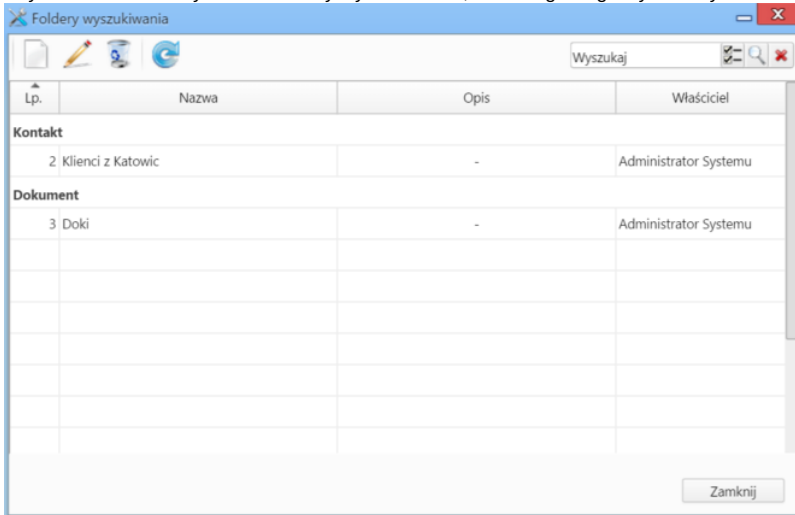 Foldery wyszukiwania
Wyszukaj
Lp. Nazwa Opis Właściciel
Kontakt
2 Klienci z Katowic - Administrator Systemu
Dokument
3 Doki - Administrator Systemu
Zamknij